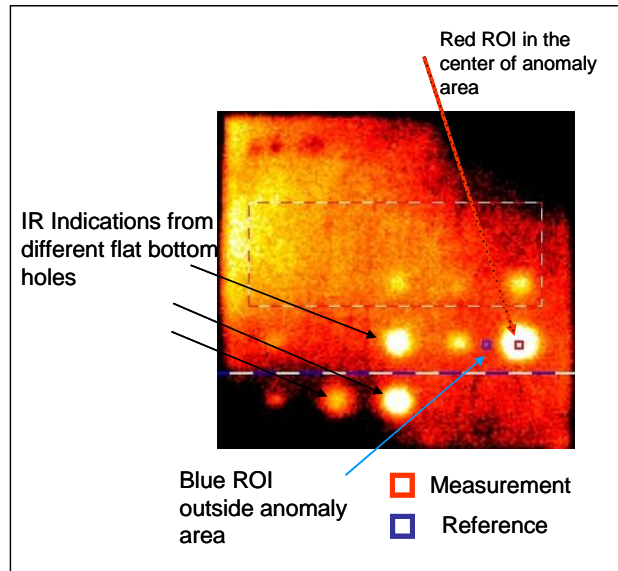 Red ROI in the
center of anomaly
area
IR Indications from
different flat bottom
holes
Blue ROI
outside anomaly
area
Measurement
Reference